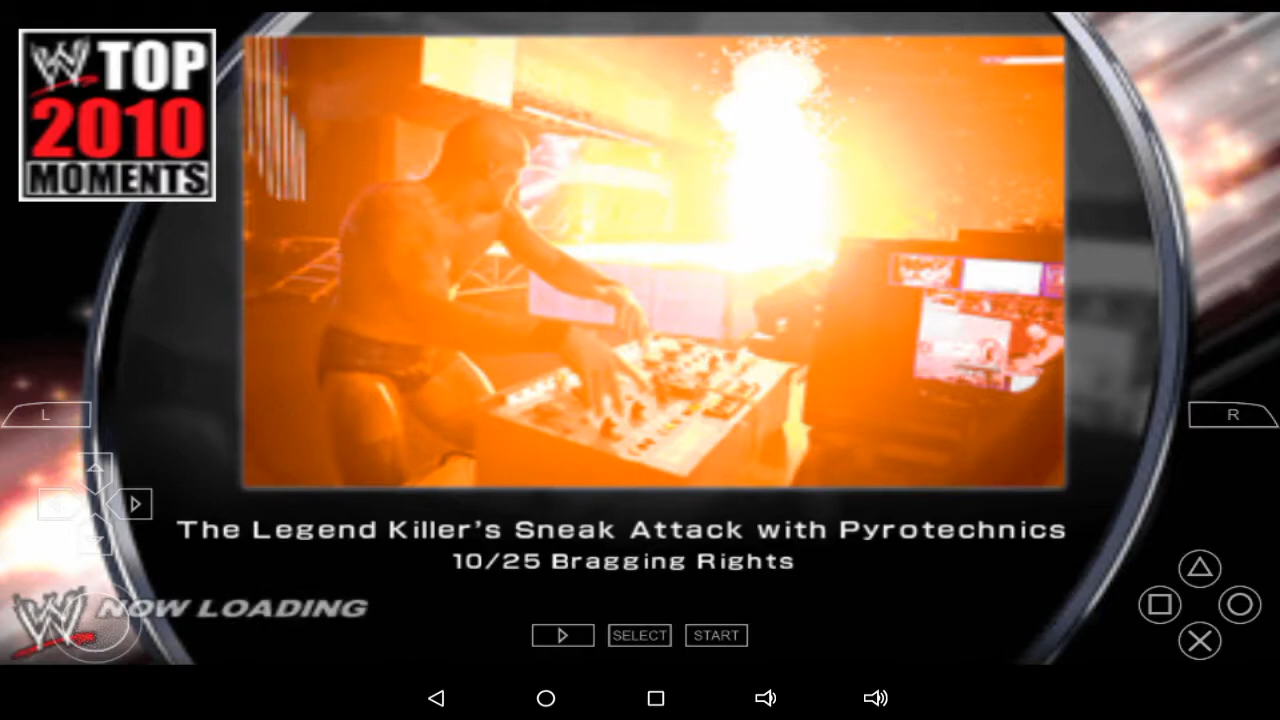 W TOP
2010
MOMENTS
L
R
The Legend Killer's Sneak Attack with Pyrotechnics
10/25 Bragging Rights
W NOW LOADING
SELECT
START